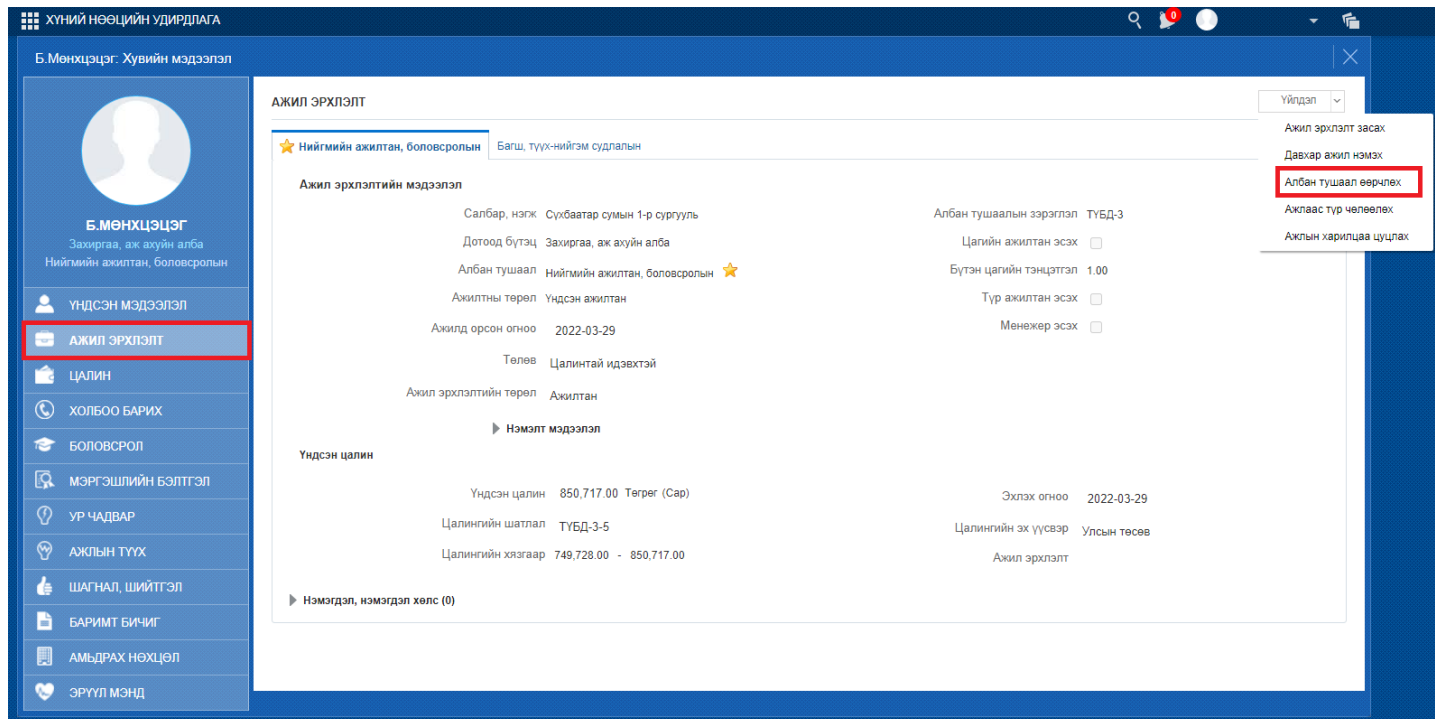 ХҮНИЙ НӨӨЦИЙН УДИРДЛАГА
0
Б.Мөнхцэцэг: Хувийн мэдээлэл
Б.МӨНХЦЭЦЭГ
Захиргаа, аж ахуйн алба
Нийгмийн ажилтан, боловсролын
ҮНДСЭН МЭДЭЭЛЭЛ
АЖИЛ ЭРХЛЭЛТ
ЦАЛИН
ХОЛБОО БАРИХ
БОЛОВСРОЛ
МЭРГЭШЛИЙН БЭЛТГЭЛ
УР ЧАДВАР
АЖЛЫН ТҮҮХ
ШАГНАЛ, ШИЙТГЭЛ
БАРИМТ БИЧИГ
АМЬДРАХ НӨХЦӨЛ
ЭРҮҮЛ МЭНД
АЖИЛ ЭРХЛЭЛТ
Үйлдэл
Ажил эрхлэлт засах
Давхар ажил нэмэх
Албан тушаал өөрчлөх
Ажлаас түр чөлөөлөх
Ажлын харилцаа цуцлах
Нийгмийн ажилтан, боловсролын Багш, түүх-нийгэм судлалын
Ажил эрхлэлтийн мэдээлэл
Салбар, нэгж Сүхбаатар сумын 1-р сургууль Албан тушаалын зэрэглэл ТҮБД-3
Дотоод бүтэц Захиргаа, аж ахуйн алба Цагийн ажилтан эсэх
Албан тушаал Нийгмийн ажилтан, боловсролын Бүтэн цагийн тэнцэтгэл 1.00
Ажилтны төрөл Үндсэн ажилтан Түр ажилтан эсэх
Ажилд орсон огноо 2022-03-29 Менежер эсэх
Төлөв Цалинтай идэвхтэй
Ажил эрхлэлтийн төрөл Ажилтан
Нэмэлт мэдээлэл
Үндсэн цалин
Үндсэн цалин 850,717.00 Төгрөг (Сар) Эхлэх огноо 2022-03-29
Цалингийн шатлал ТҮБД-3-5 Цалингийн эх үүсвэр Улсын төсөв
Цалингийн хязгаар 749,728.00 - 850,717.00 Ажил эрхлэлт
Нэмэгдэл, нэмэгдэл хөлс (0)